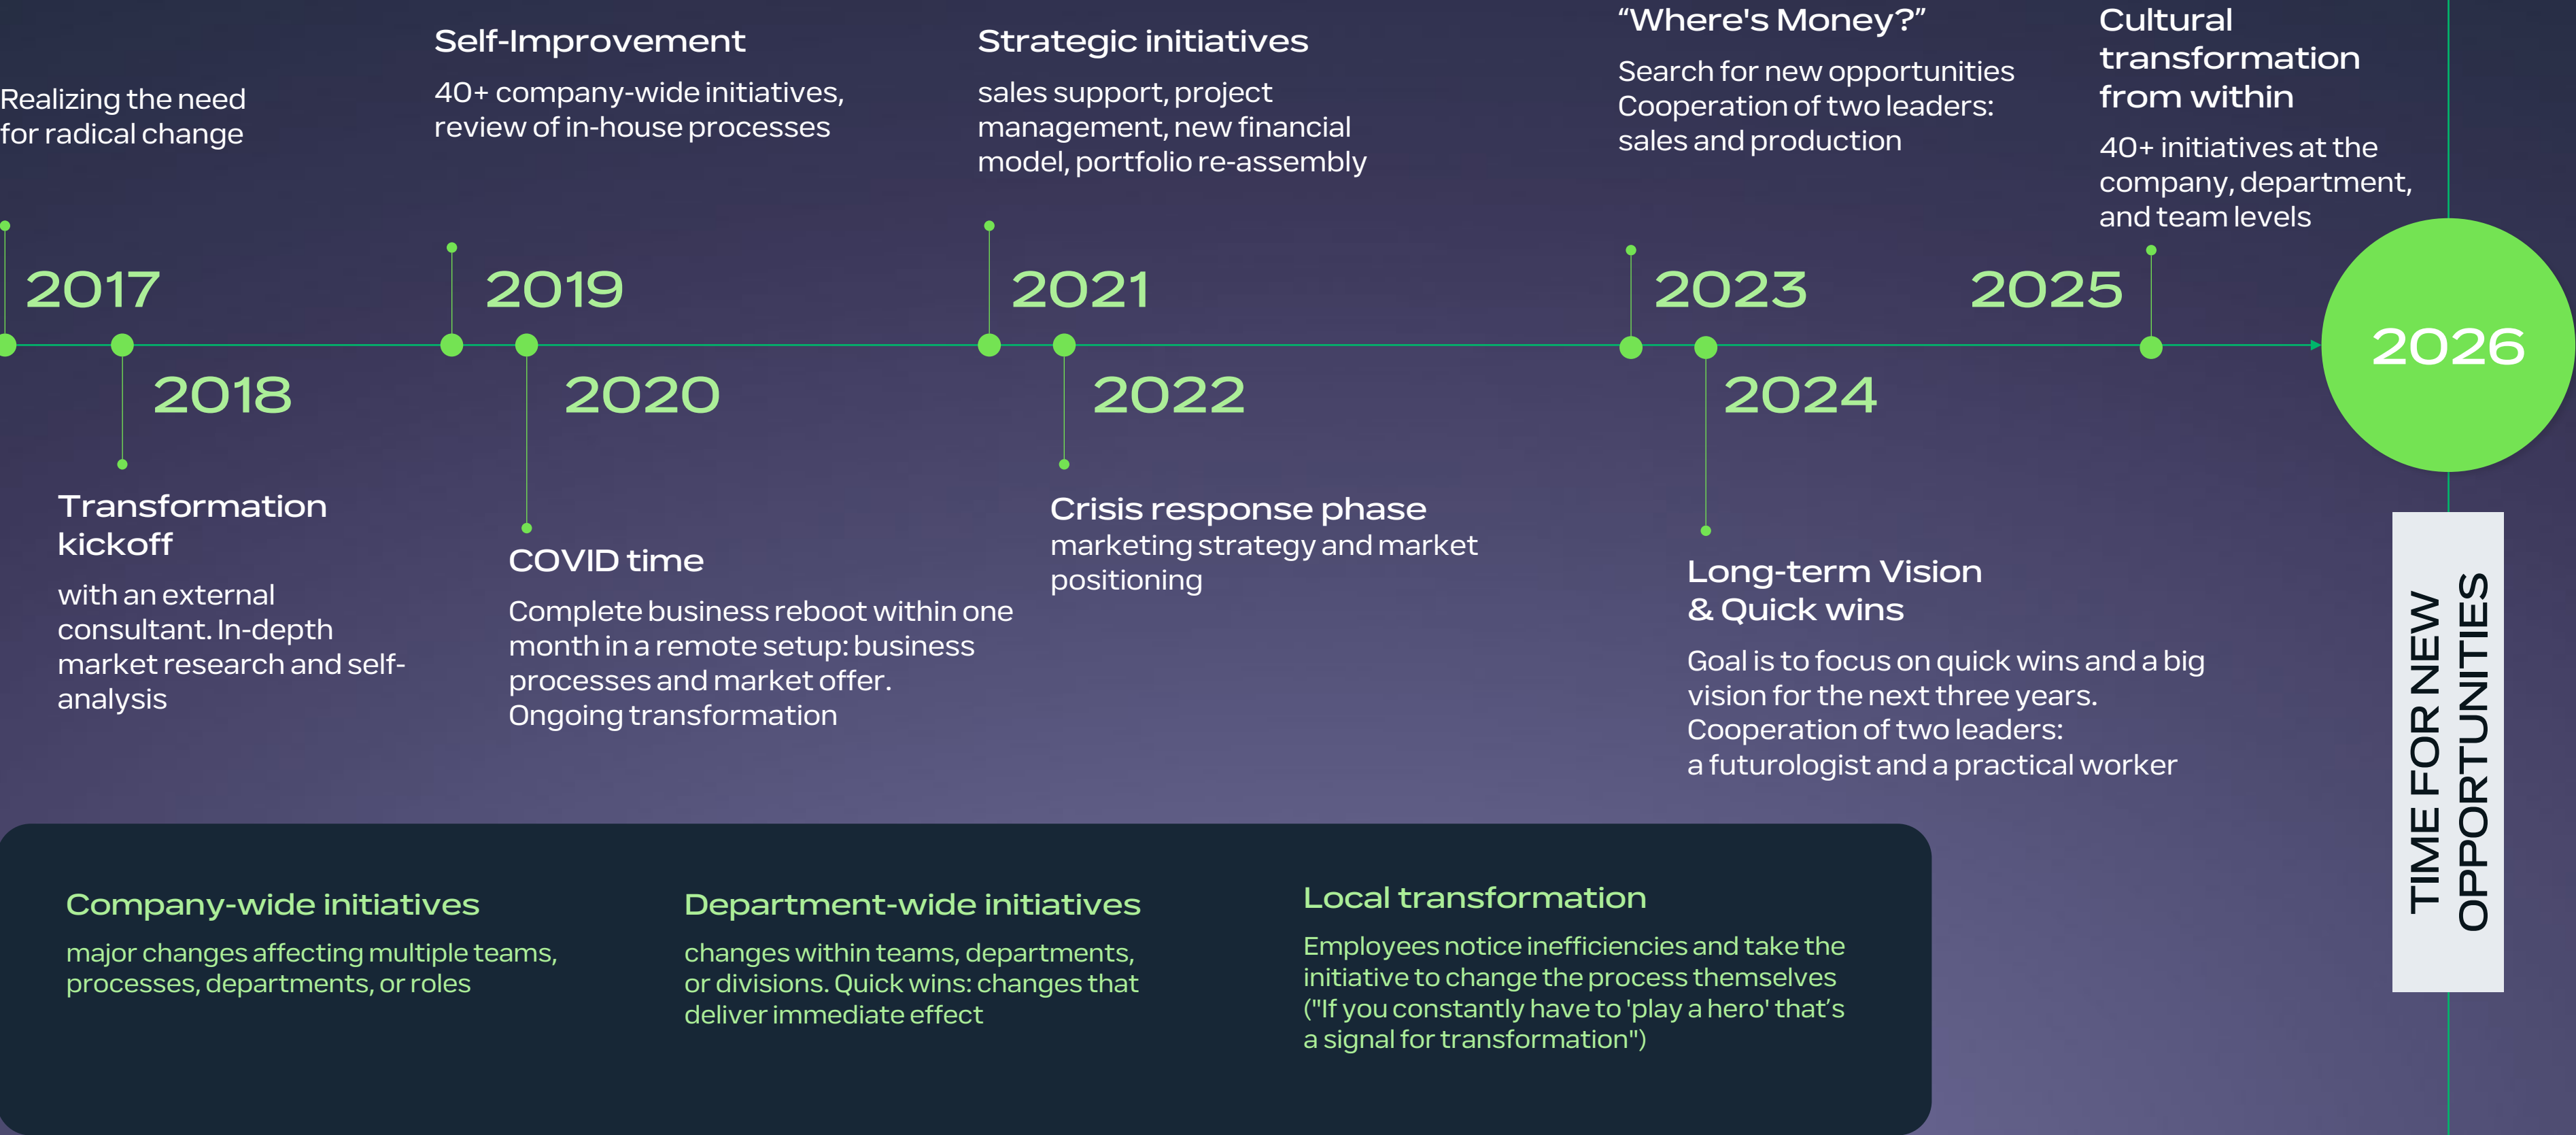 Realizing the need
for radical change
2017
2018
Transformation
kickoff
with an external
consultant. In-depth
market research and self-
analysis
Self-Improvement
40+ company-wide initiatives,
review of in-house processes
2019
2020
COVID time
Complete business reboot within one
month in a remote setup: business
processes and market offer.
Ongoing transformation
Strategic initiatives
sales support, project
management, new financial
model, portfolio re-assembly
2021
2022
Crisis response phase
marketing strategy and market
positioning
“Where's Money?”
Search for new opportunities
Cooperation of two leaders:
sales and production
2023
2024
Long-term Vision
& Quick wins
Goal is to focus on quick wins and a big
vision for the next three years.
Cooperation of two leaders:
a futurologist and a practical worker
Cultural
transformation
from within
40+ initiatives at the
company, department,
and team levels
2025
2026
TIME FOR NEW
OPPORTUNITIES
Company-wide initiatives
major changes affecting multiple teams,
processes, departments, or roles
Department-wide initiatives
changes within teams, departments,
or divisions. Quick wins: changes that
deliver immediate effect
Local transformation
Employees notice inefficiencies and take the
initiative to change the process themselves
("If you constantly have to 'play a hero' that’s
a signal for transformation")